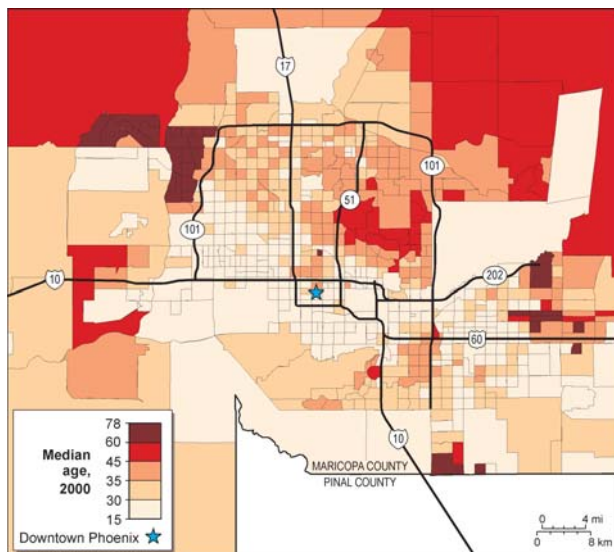 17
101
51
101
202
10
60
10
MARICOPA COUNTY
PINAL COUNTY
78
60
45
35
30
15
Median
age,
2000
Downtown Phoenix
0 4 mi
0 8 km